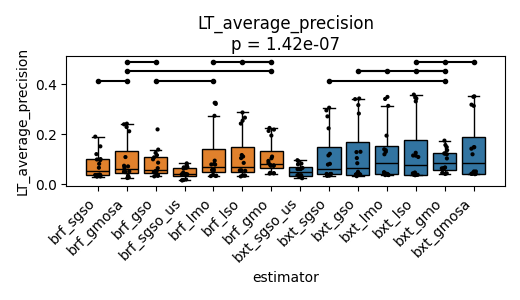 LT_average_precision
p = 1.42e-07
LT_average_precision
0.4
0.2
0.0
brf_sgso
brf_gmosa
brf_gso
brf_sgso_us
brf_lmo
brf_lso
brf_gmo
bxt_sgso_us
bxt_sgso
bxt_gso
bxt_lmo
bxt_lso
bxt_gmo
bxt_gmosa
estimator